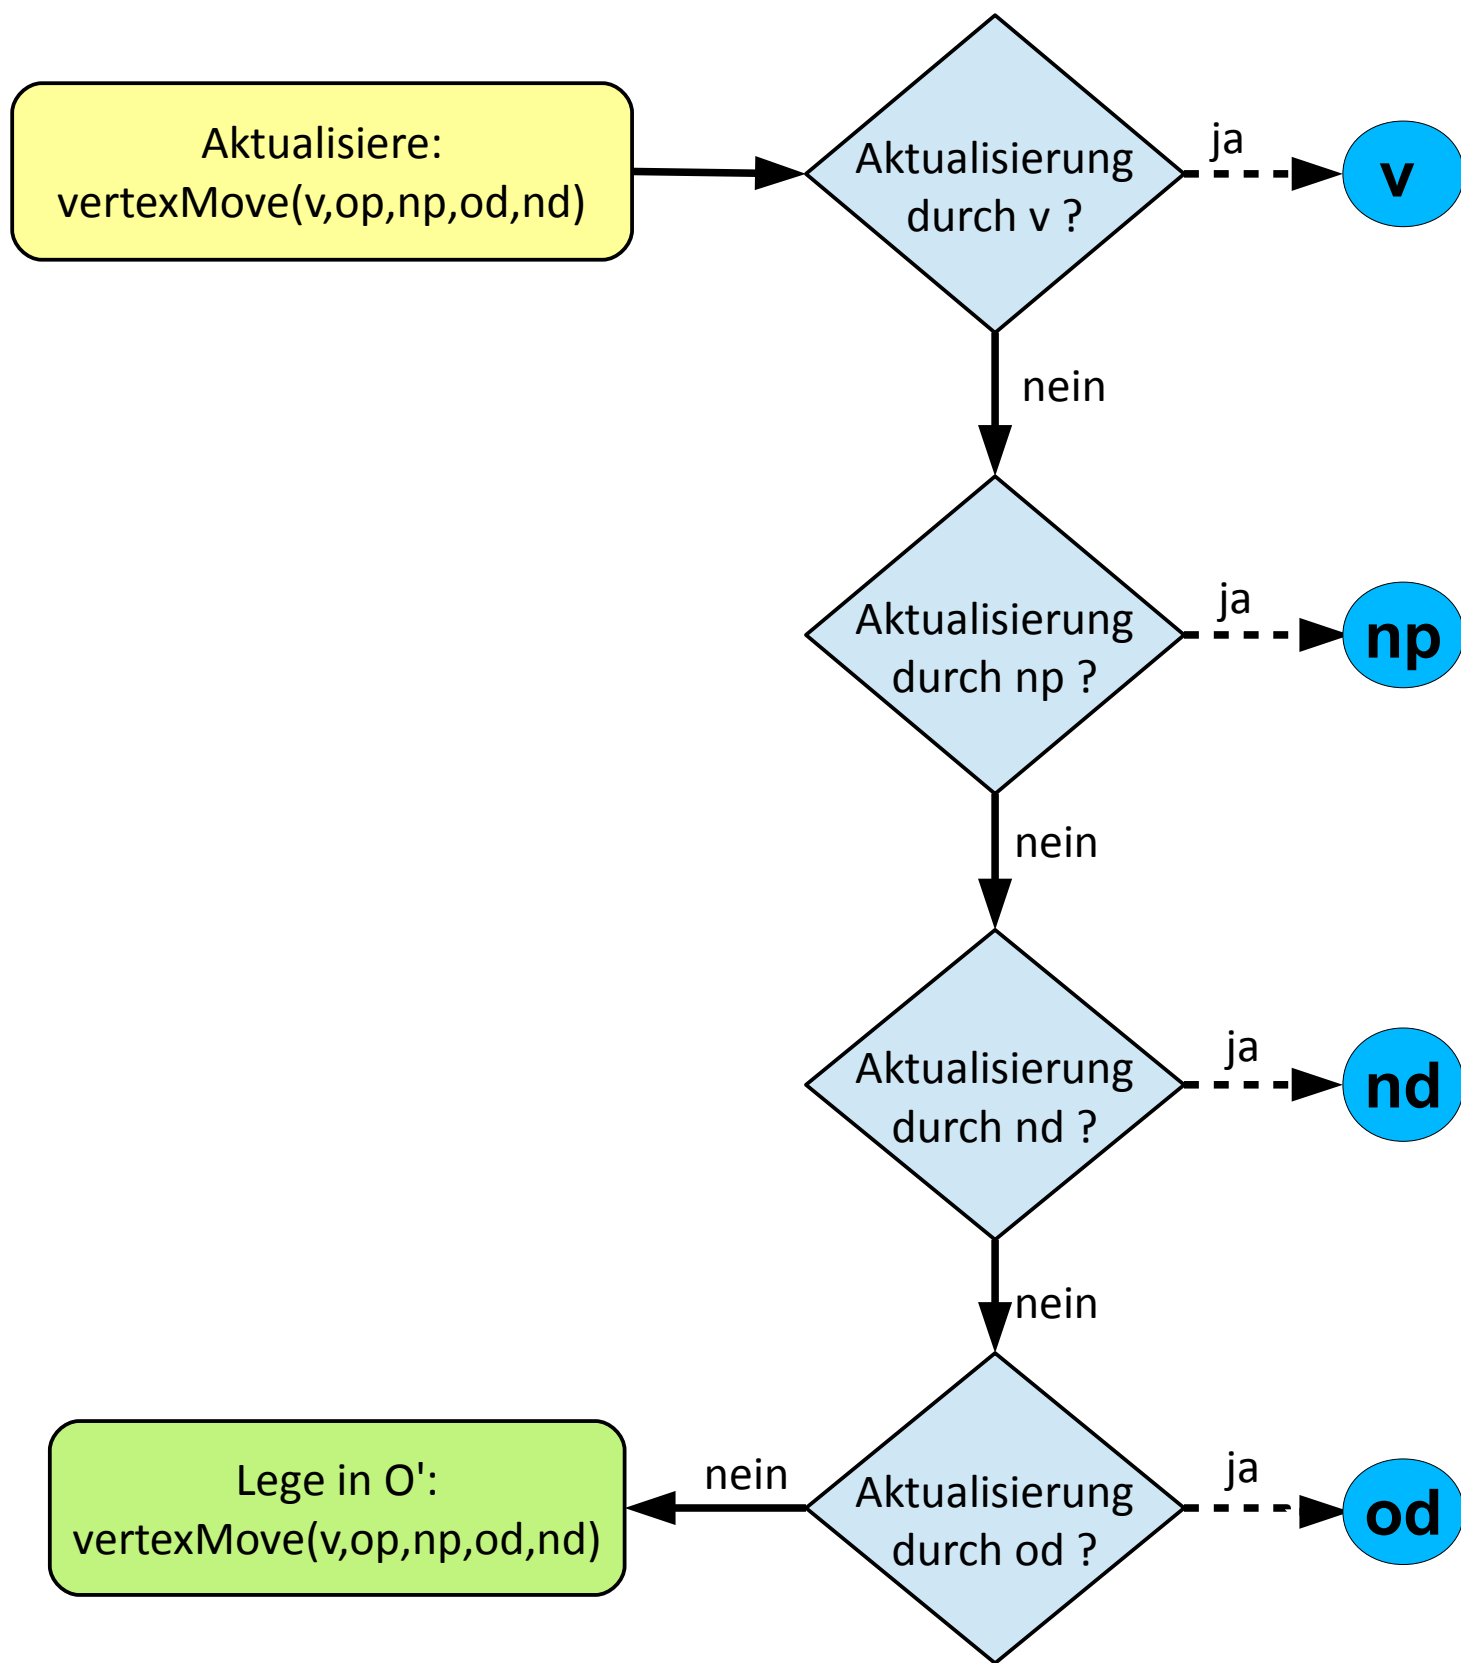 Aktualisiere:
vertexMove(v,op,np,od,nd)
Aktualisierung
durch v ?
ja
v
nein
Aktualisierung
durch np ?
ja
np
nein
Aktualisierung
durch nd ?
ja
nd
nein
Aktualisierung
durch od ?
ja
od
nein
Lege in O':
vertexMove(v,op,np,od,nd)